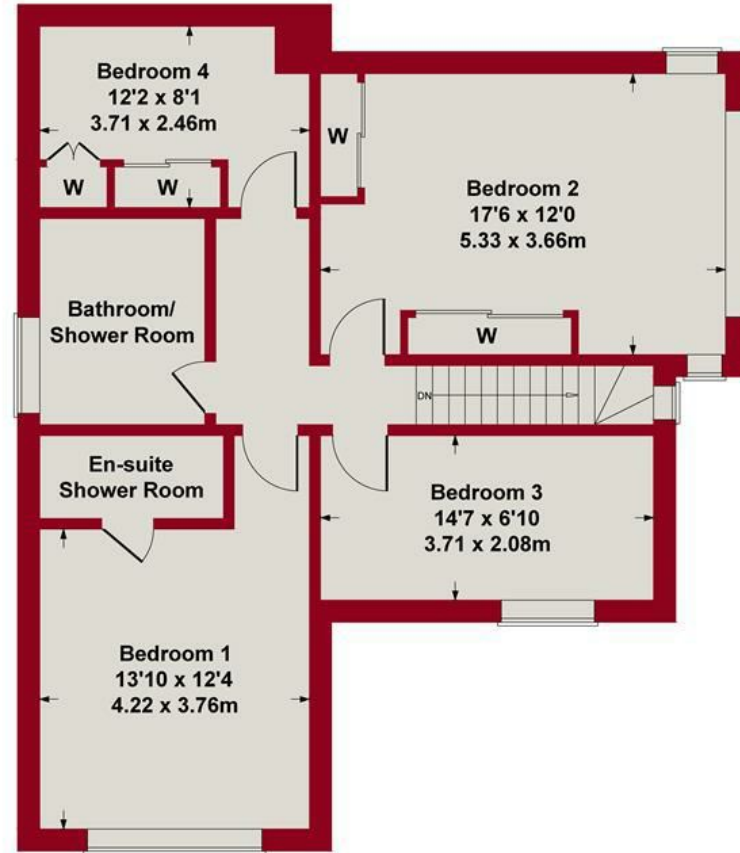 Bedroom 4
12'2 x 8'1
3.71 x 2.46m
W
W
W
Bedroom 2
17'6 x 12'0
5.33 x 3.66m
W
Bathroom/
Shower Room
DN
En-suite
Shower Room
Bedroom 3
14'7 x 6'10
3.71 x 2.08m
Bedroom 1
13'10 x 12'4
4.22 x 3.76m